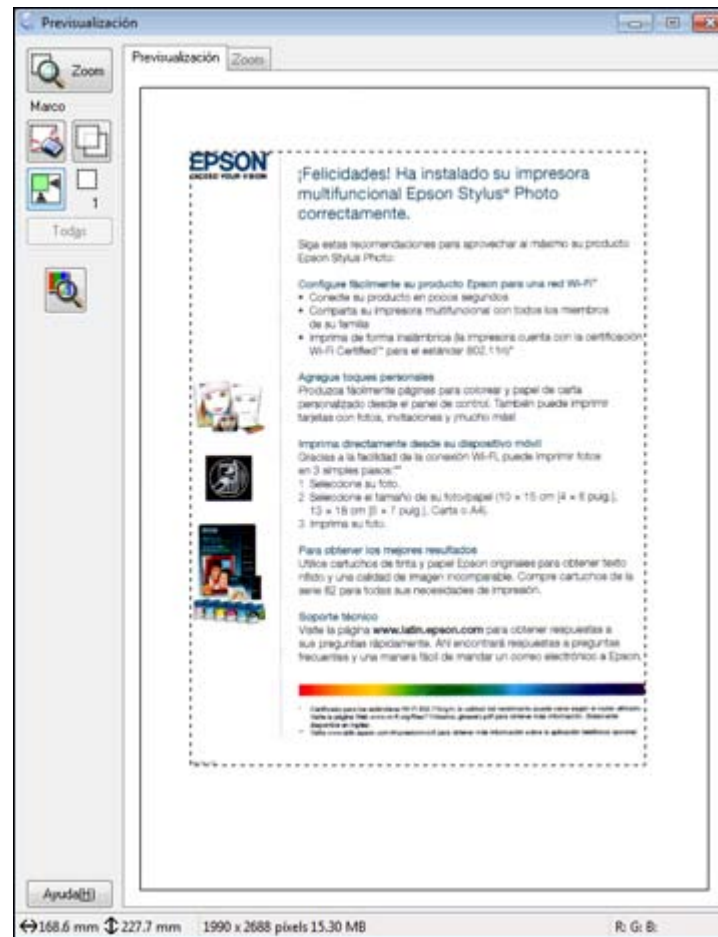 Previsualización
Zoom
Previsualización Zoom
Marco
1
Todas
EPSON
EXCEED YOUR VISION
¡Felicidades! Ha instalado su impresora
multifuncional Epson Stylus® Photo
correctamente.
Siga estas recomendaciones para aprovechar al máximo su producto
Epson Stylus Photo:
Configure fácilmente su producto Epson para una red Wi-Fi®
• Conecte su producto en pocos segundos
• Comparta su impresora multifuncional con todos los miembros
de su familia
• Imprima de forma inalámbrica (la impresora cuenta con la certificación
Wi-Fi Certified™ para el estándar 802.11n)*
Agregue toques personales
Produzca fácilmente páginas para colorear y papel de carta
personalizado desde el panel de control. También puede imprimir
tarjetas con fotos, invitaciones y ¡mucho más!
Imprima directamente desde su dispositivo móvil
Gracias a la facilidad de la conexión Wi-Fi, puede imprimir fotos
en 3 simples pasos:**
1 Seleccione su foto.
2 Seleccione el tamaño de su foto/papel (10 × 15 cm [4 × 6 pulg.],
13 × 18 cm [5 × 7 pulg.], Carta o A4).
3. Imprima su foto.
Para obtener los mejores resultados
Utilice cartuchos de tinta y papel Epson originales para obtener texto
nítido y una calidad de imagen incomparable. Compre cartuchos de la
serie 82 para todas sus necesidades de impresión.
Soporte técnico
Visite la página www.latin.epson.com para obtener respuestas a
sus preguntas rápidamente. Ahí encontrará respuestas a preguntas
frecuentes y una manera fácil de mandar un correo electrónico a Epson.
Ayuda(H)
168.6 mm 227.7 mm 1990 x 2688 pixels 15.30 MB R: G: B: